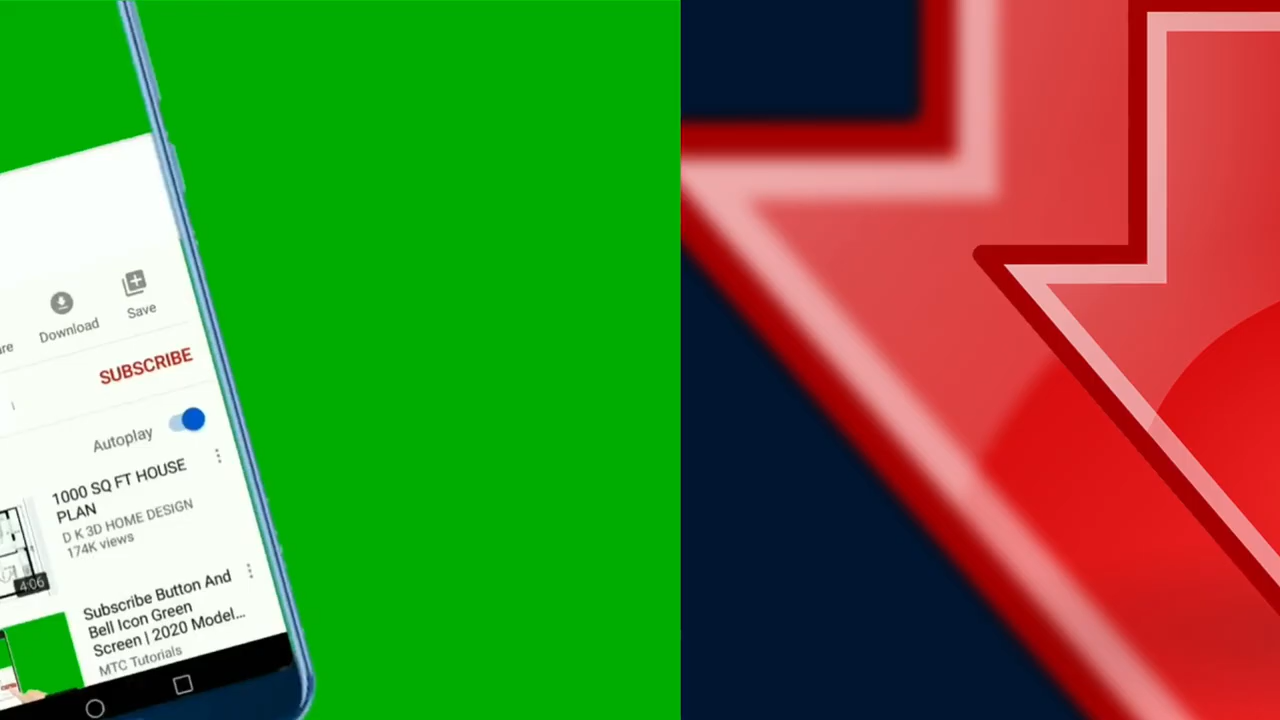 Save
Download
re
SUBSCRIBE
Autoplay
1000 SQ FT HOUSE
PLAN
D K 3D HOME DESIGN
174K views
4:06
Subscribe Button And
Bell Icon Green
Screen | 2020 Model...
MTC Tutorials